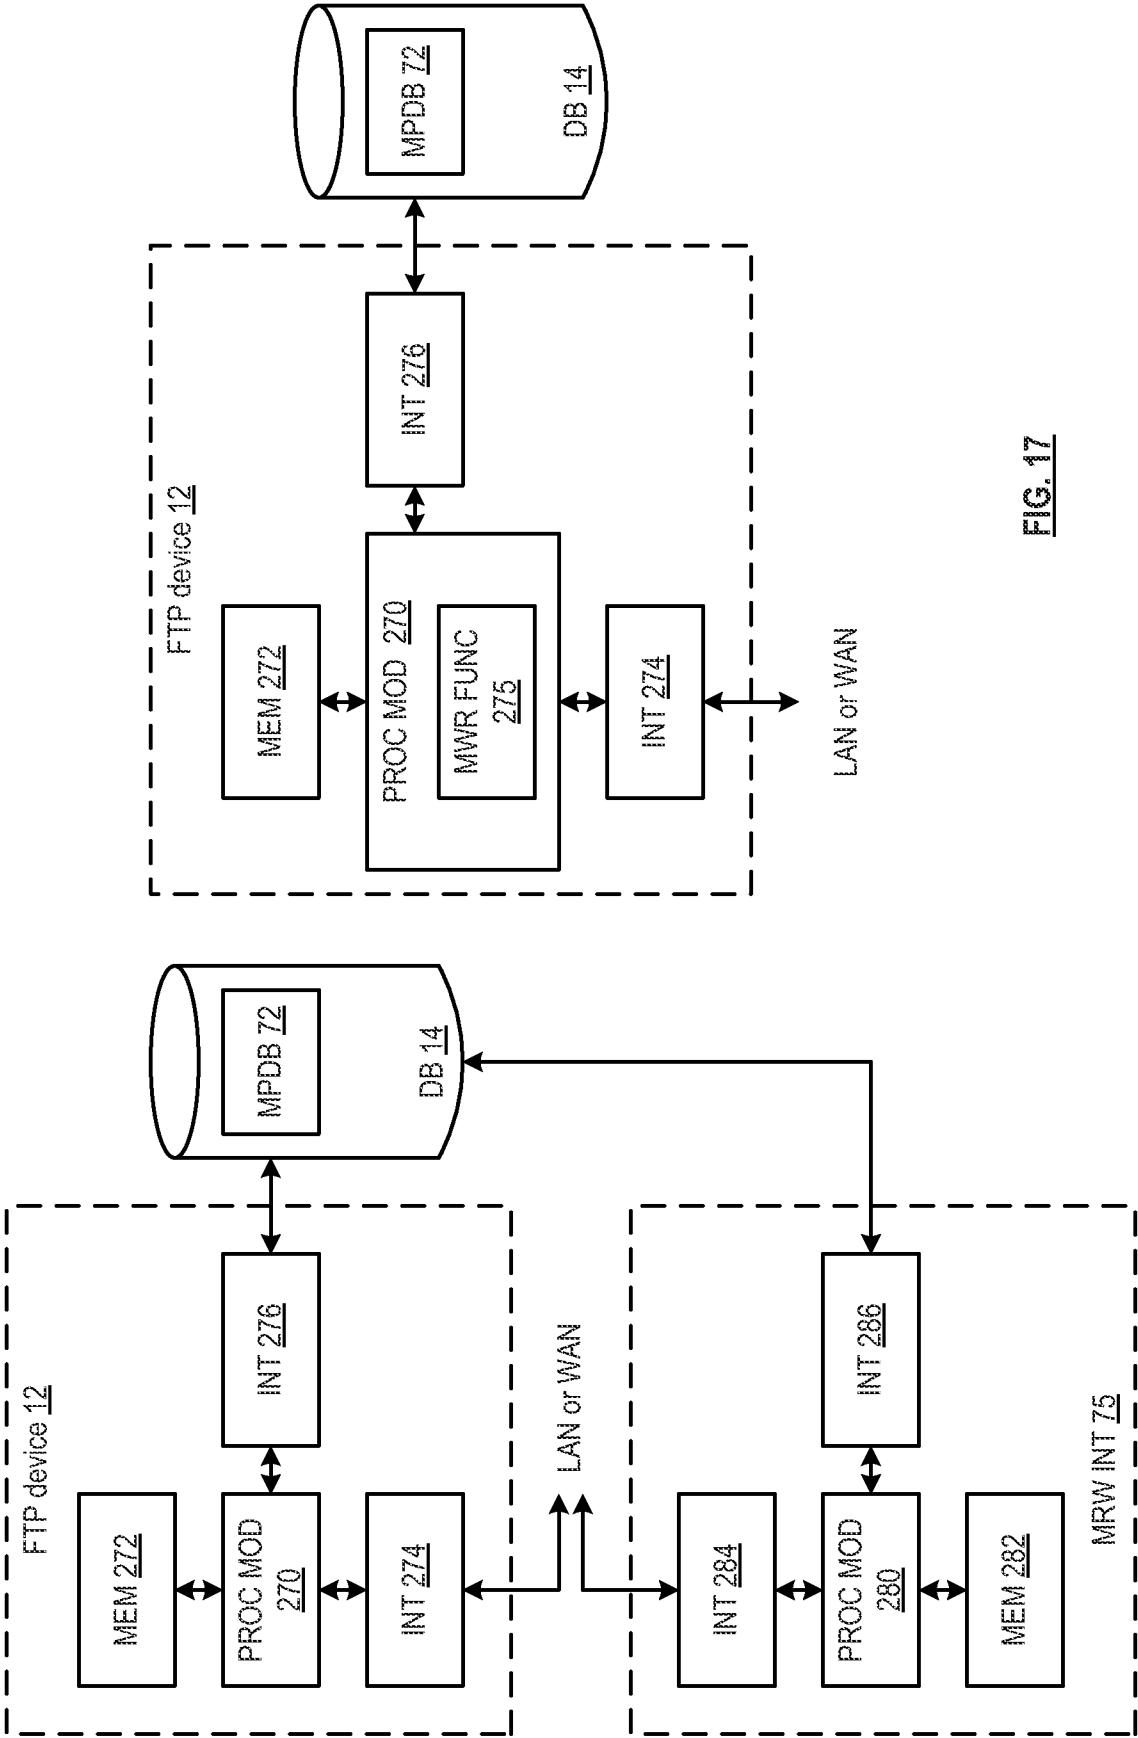 FTP device 12
MEM 272
PROC MOD
270
INT 274
INT 276
MPDB 72
DB 14
LAN or WAN
INT 284
PROC MOD
280
MEM 282
INT 286
MRW INT 75
FTP device 12
MEM 272
PROC MOD 270
MWR FUNC
275
INT 274
INT 276
MPDB 72
DB 14
LAN or WAN
FIG. 17